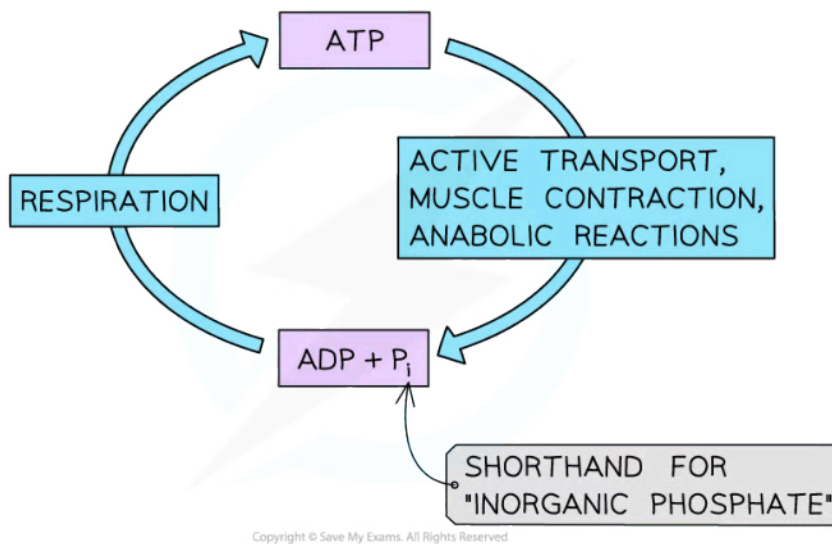 ATP
RESPIRATION
ACTIVE TRANSPORT,
MUSCLE CONTRACTION,
ANABOLIC REACTIONS
ADP + Pi
SHORTHAND FOR
"INORGANIC PHOSPHATE"
Copyright © Save My Exams. All Rights Reserved